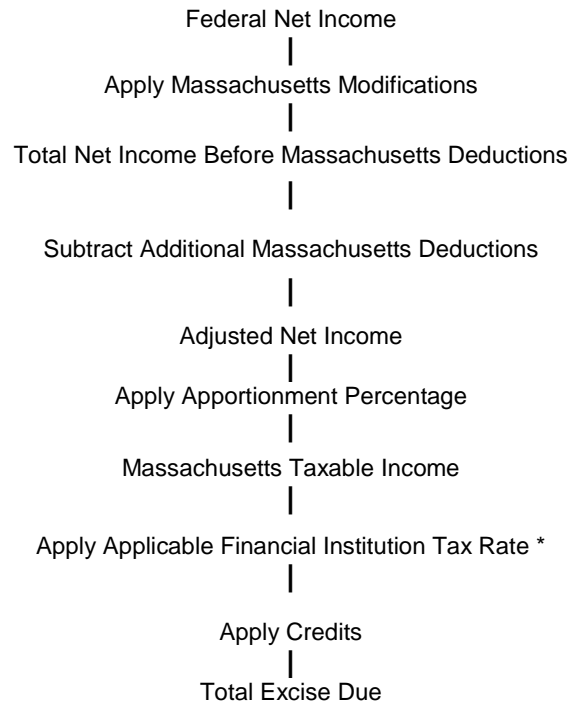 Federal Net Income
Apply Massachusetts Modifications
Total Net Income Before Massachusetts Deductions
Subtract Additional Massachusetts Deductions
Adjusted Net Income
Apply Apportionment Percentage
Massachusetts Taxable Income
Apply Applicable Financial Institution Tax Rate *
Apply Credits
Total Excise Due